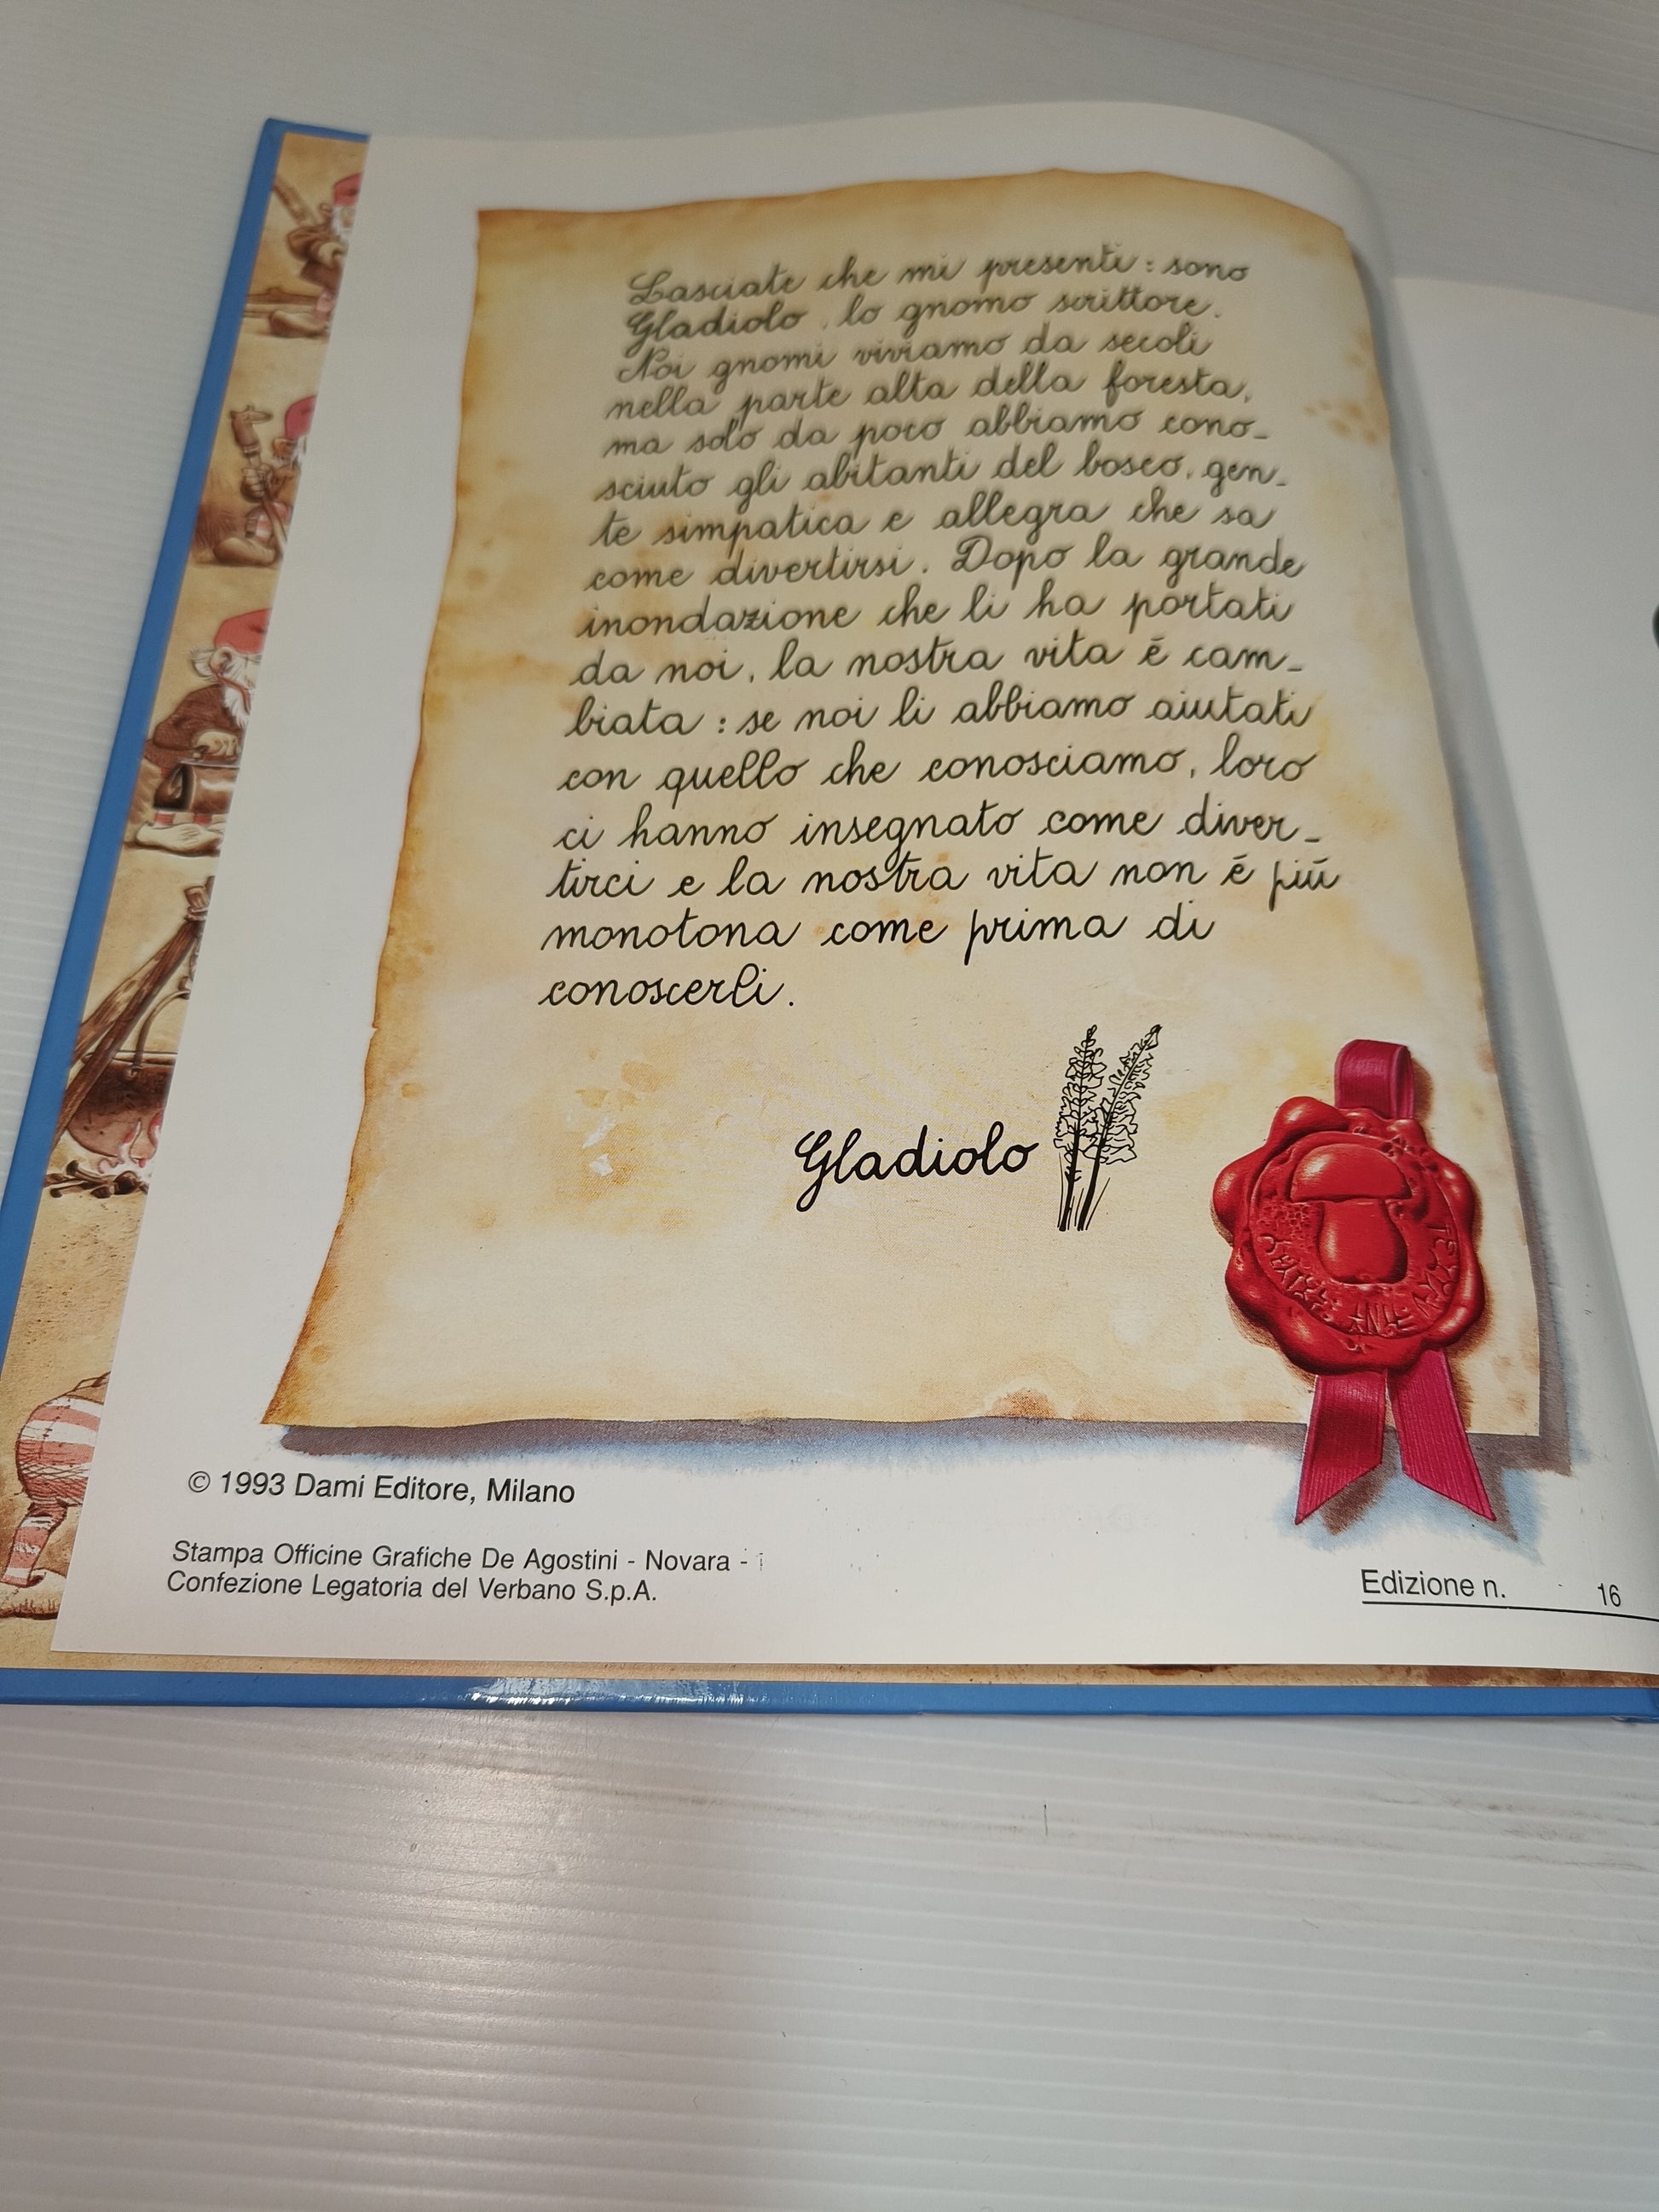 Lasciate che mi presenti: sono
Gladiolo, lo gnomo scrittore.
Noi gnomi viviamo da secoli
nella parte alta della foresta,
ma solo da poco abbiamo cono-
sciuto gli abitanti del bosco, gen-
te simpatica e allegra che sa
come divertirsi. Dopo la grande
inondazione che li ha portati
da noi, la nostra vita é cam-
biata: se noi li abbiamo aiutati
con quello che conosciamo, loro
ci hanno insegnato come diver-
tirci e la nostra vita non é piú
monotona come prima di
conoscerli.
Gladiolo
© 1993 Dami Editore, Milano
Stampa Officine Grafiche De Agostini - Novara -
Confezione Legatoria del Verbano S.p.A.
Edizione n. 16